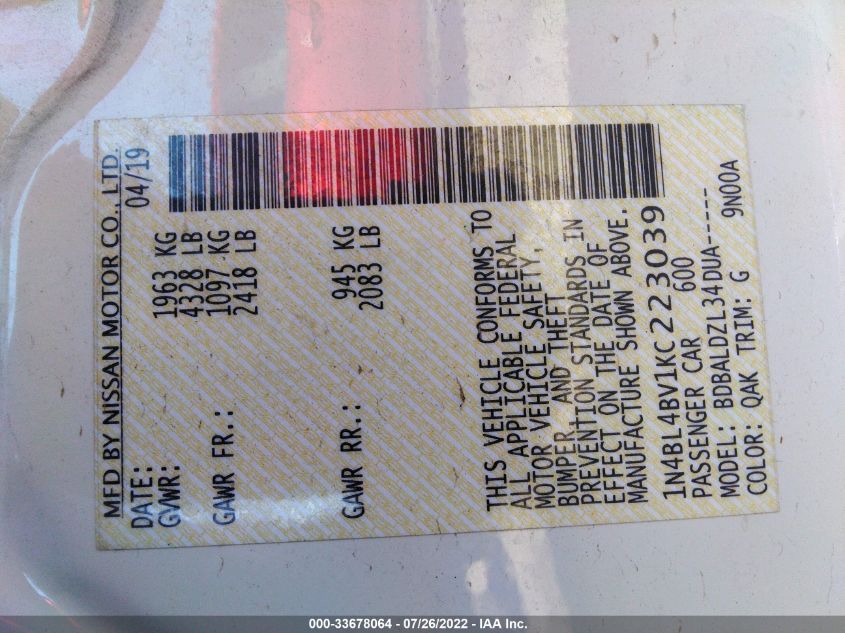 MFD BY NISSAN MOTOR CO., LTD.
DATE: 04/19
GVWR: 1963 KG
4328 LB
GAWR FR.: 1097 KG
2418 LB
GAWR RR.: 945 KG
2083 LB
THIS VEHICLE CONFORMS TO
ALL APPLICABLE FEDERAL
MOTOR VEHICLE SAFETY,
BUMPER, AND THEFT
PREVENTION STANDARDS IN
EFFECT ON THE DATE OF
MANUFACTURE SHOWN ABOVE.
1N4BL4BV1KC223039
PASSENGER CAR 600
MODEL: BDBALDZL34DUA-----
COLOR: QAK TRIM: G 9N00A
000-33678064 - 07/26/2022 - IAA Inc.